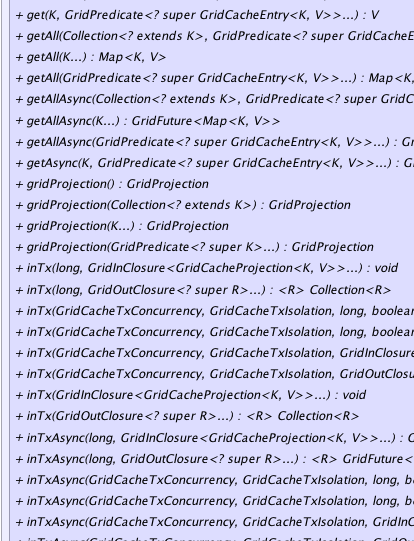 + get(K, GridPredicate<? super GridCacheEntry<K, V>>...) : V
+ getAll(Collection<? extends K>, GridPredicate<? super GridCacheE
+ getAll(K...) : Map<K, V>
+ getAll(GridPredicate<? super GridCacheEntry<K, V>>...) : Map<K,
+ getAllAsync(Collection<? extends K>, GridPredicate<? super GridC
+ getAllAsync(K...) : GridFuture<Map<K, V>>
+ getAllAsync(GridPredicate<? super GridCacheEntry<K, V>>...) : Gr
+ getAsync(K, GridPredicate<? super GridCacheEntry<K, V>>...) : G
+ gridProjection() : GridProjection
+ gridProjection(Collection<? extends K>) : GridProjection
+ gridProjection(K...) : GridProjection
+ gridProjection(GridPredicate<? super K>...) : GridProjection
+ inTx(long, GridInClosure<GridCacheProjection<K, V>>...) : void
+ inTx(long, GridOutClosure<? super R>...) : <R> Collection<R>
+ inTx(GridCacheTxConcurrency, GridCacheTxIsolation, long, boolear
+ inTx(GridCacheTxConcurrency, GridCacheTxIsolation, long, boolear
+ inTx(GridCacheTxConcurrency, GridCacheTxIsolation, GridInClosure
+ inTx(GridCacheTxConcurrency, GridCacheTxIsolation, GridOutClosu
+ inTx(GridInClosure<GridCacheProjection<K, V>>...) : void
+ inTx(GridOutClosure<? super R>...) : <R> Collection<R>
+ inTxAsync(long, GridInClosure<GridCacheProjection<K, V>>...) : G
+ inTxAsync(long, GridOutClosure<? super R>...) : <R> GridFuture<
+ inTxAsync(GridCacheTxConcurrency, GridCacheTxIsolation, long, b
+ inTxAsync(GridCacheTxConcurrency, GridCacheTxIsolation, long, b
+ inTxAsync(GridCacheTxConcurrency, GridCacheTxIsolation, GridInC